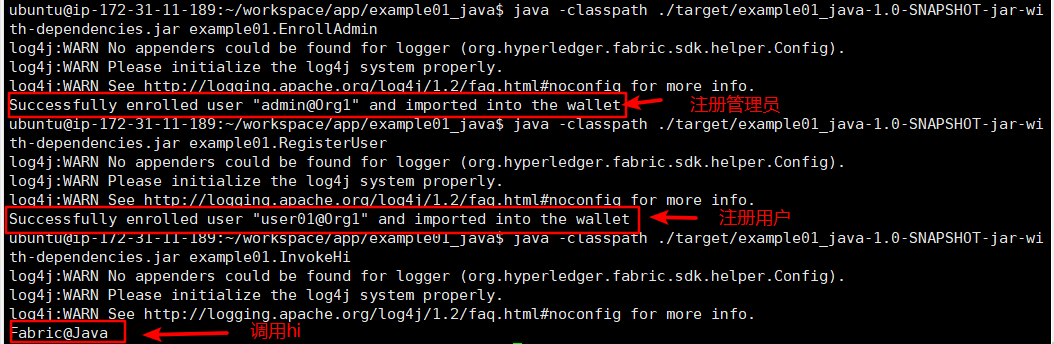 ubuntu@ip-172-31-11-189:~/workspace/app/example01_java$ java -classpath ./target/example01_java-1.0-SNAPSHOT-jar-wi
th-dependencies.jar example01.EnrollAdmin
log4j:WARN No appenders could be found for logger (org.hyperledger.fabric.sdk.helper.Config).
log4j:WARN Please initialize the log4j system properly.
log4j:WARN See http://logging.apache.org/log4j/1.2/faq.html#noconfig for more info.
Successfully enrolled user "admin@Org1" and imported into the wallet 注册管理员
ubuntu@ip-172-31-11-189:~/workspace/app/example01_java$ java -classpath ./target/example01_java-1.0-SNAPSHOT-jar-wi
th-dependencies.jar example01.RegisterUser
log4j:WARN No appenders could be found for logger (org.hyperledger.fabric.sdk.helper.Config).
log4j:WARN Please initialize the log4j system properly.
log4j:WARN See http://logging.apache.org/log4j/1.2/faq.html#noconfig for more info.
Successfully enrolled user "user01@Org1" and imported into the wallet 注册用户
ubuntu@ip-172-31-11-189:~/workspace/app/example01_java$ java -classpath ./target/example01_java-1.0-SNAPSHOT-jar-wi
th-dependencies.jar example01.InvokeHi
log4j:WARN No appenders could be found for logger (org.hyperledger.fabric.sdk.helper.Config).
log4j:WARN Please initialize the log4j system properly.
log4j:WARN See http://logging.apache.org/log4j/1.2/faq.html#noconfig for more info.
Fabric@Java 调用hi